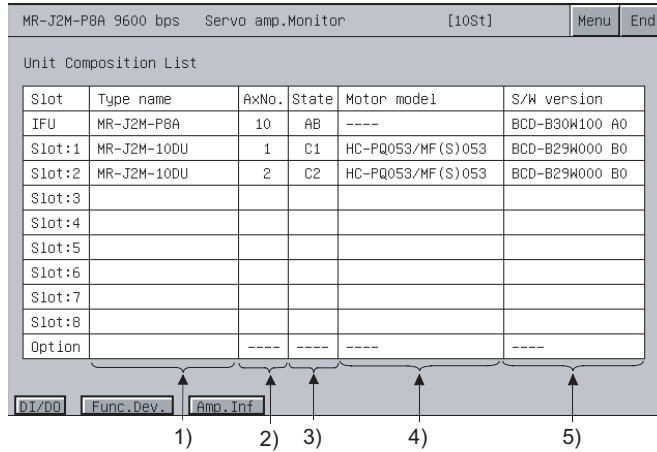 MR-J2M-P8A 9600 bps Servo amp.Monitor [10St] Menu End
Unit Composition List
Slot Type name AxNo. State Motor model S/W version
IFU MR-J2M-P8A 10 AB ---- BCD-B30W100 A0
Slot:1 MR-J2M-10DU 1 C1 HC-PQ053/MF(S)053 BCD-B29W000 B0
Slot:2 MR-J2M-10DU 2 C2 HC-PQ053/MF(S)053 BCD-B29W000 B0
Slot:3
Slot:4
Slot:5
Slot:6
Slot:7
Slot:8
Option ---- ---- ---- ----
DI/DO Func.Dev. Amp.Inf
1) 2) 3) 4) 5)